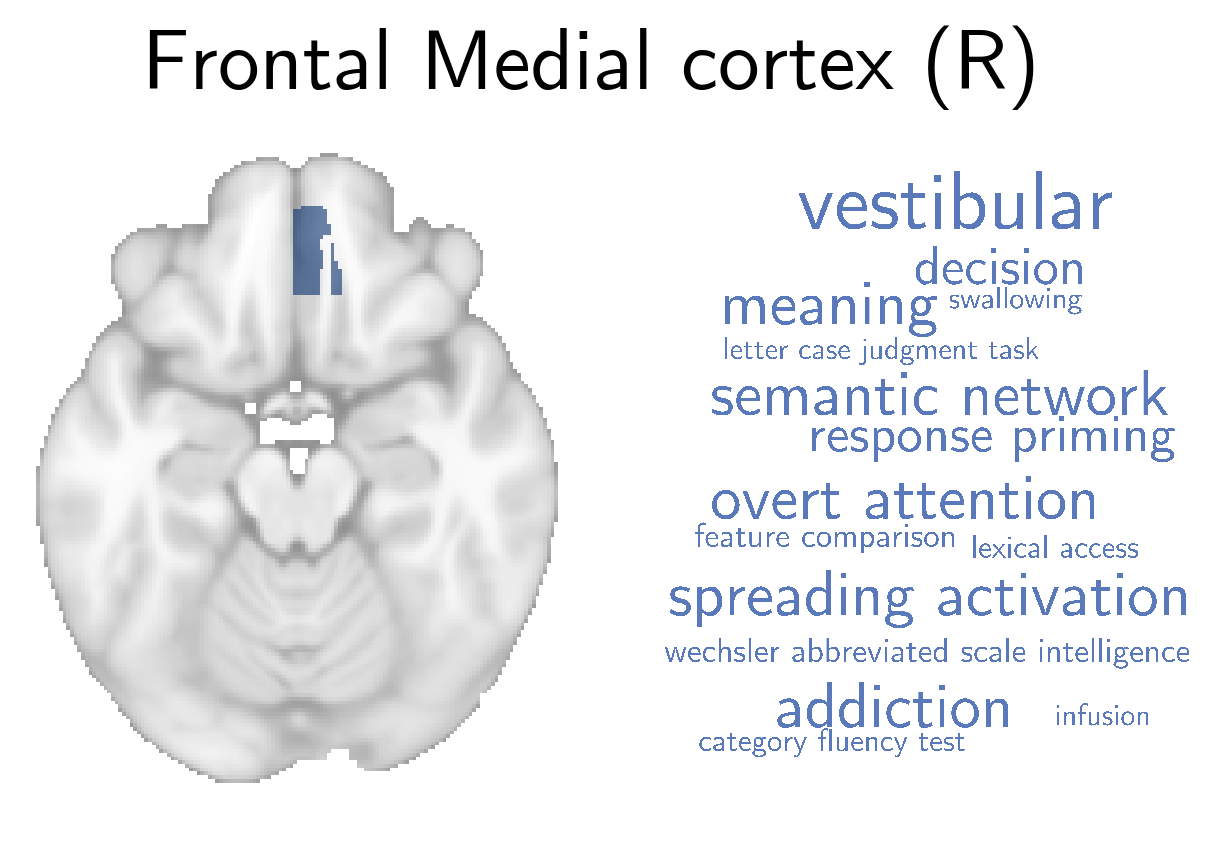 Frontal Medial cortex (R)
vestibular
decision
meaning swallowing
letter case judgment task
semantic network
response priming
overt attention
feature comparison lexical access
spreading activation
wechsler abbreviated scale intelligence
addiction infusion
category fluency test